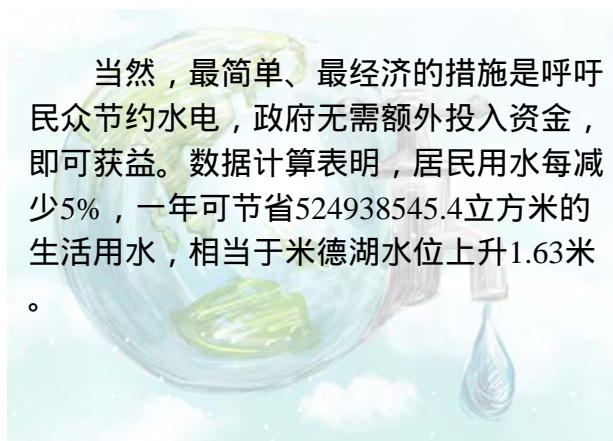 当然，最简单、最经济的措施是呼吁
民众节约水电，政府无需额外投入资金，
即可获益。数据计算表明，居民用水每减
少5%，一年可节省524938545.4立方米的
生活用水，相当于米德湖水位上升1.63米
。